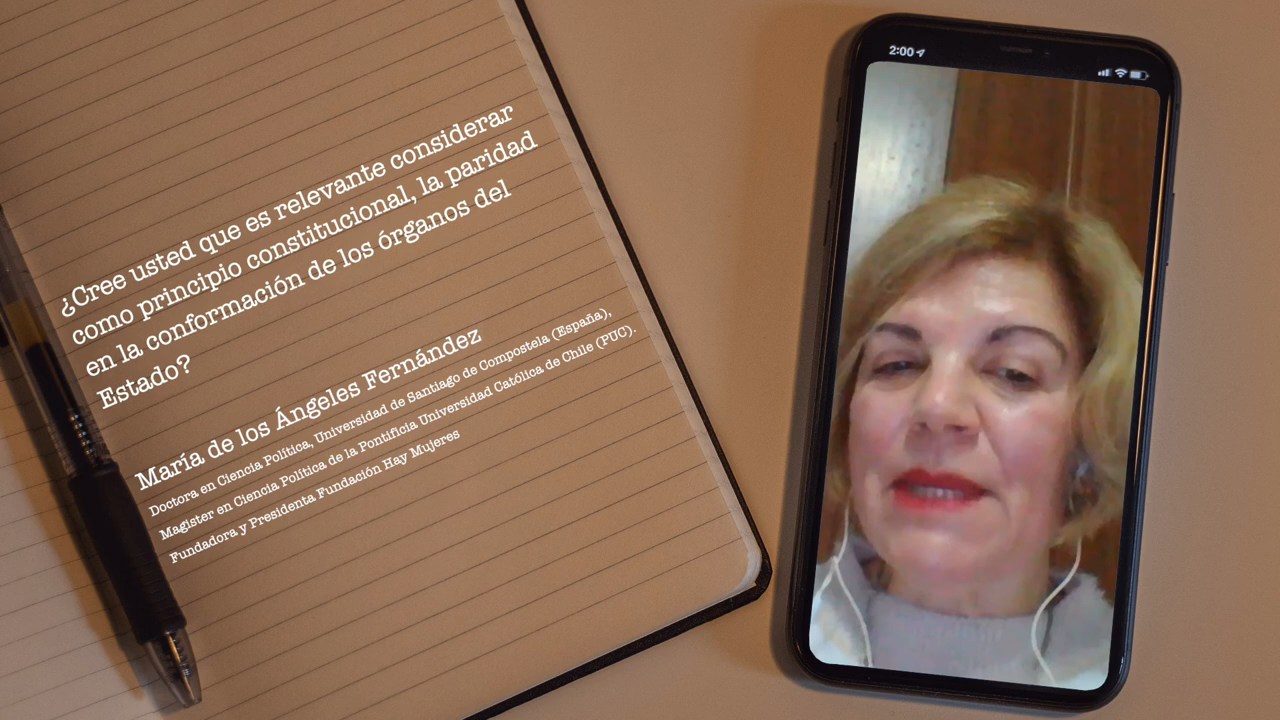 ¿Cree usted que es relevante considerar
como principio constitucional, la paridad
en la conformación de los órganos del
Estado?
María de los Ángeles Fernández
Doctora en Ciencia Política, Universidad de Santiago de Compostela (España),
Magister en Ciencia Política de la Pontificia Universidad Católica de Chile (PUC).
Fundadora y Presidenta Fundación Hay Mujeres
2:00